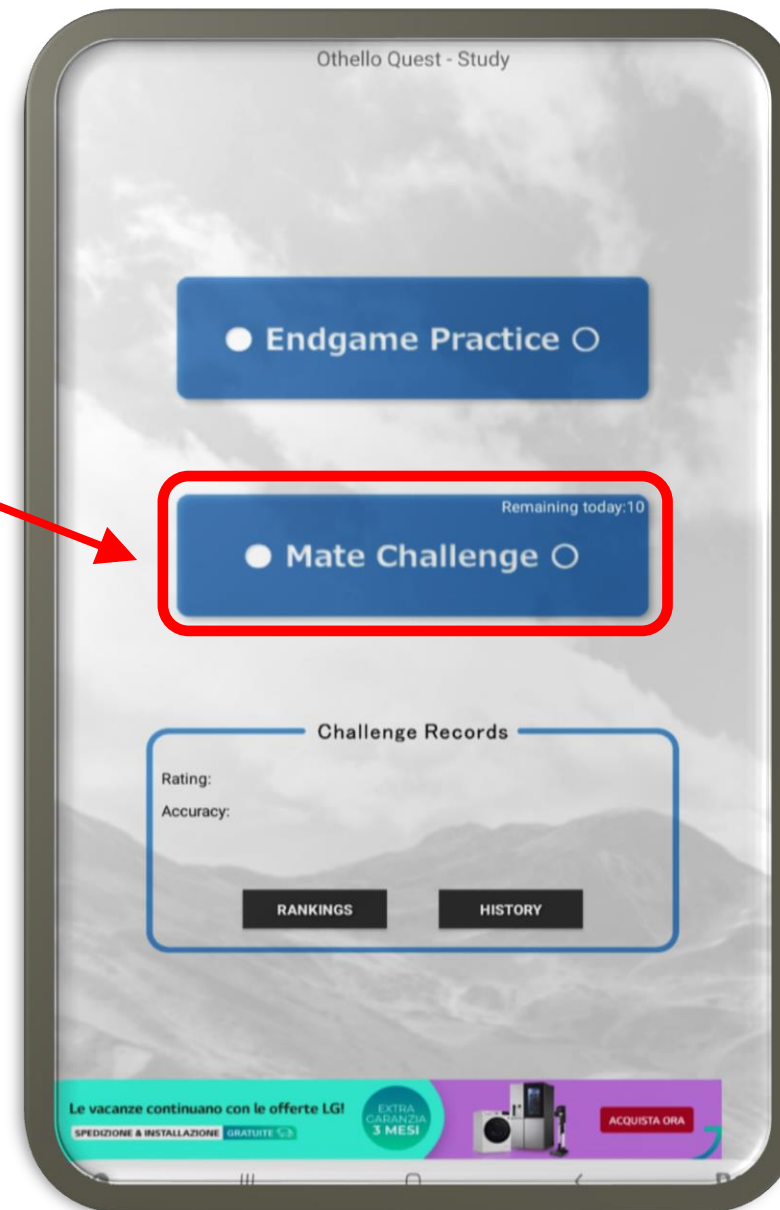 Othello Quest - Study
Endgame Practice
Remaining today:10
Mate Challenge
Challenge Records
Rating:
Accuracy:
RANKINGS
HISTORY
Le vacanze continuano con le offerte LG!
SPEDIZIONE & INSTALLAZIONE GRATUITE
EXTRA
GARANZIA
3 MESI
ACQUISTA ORA